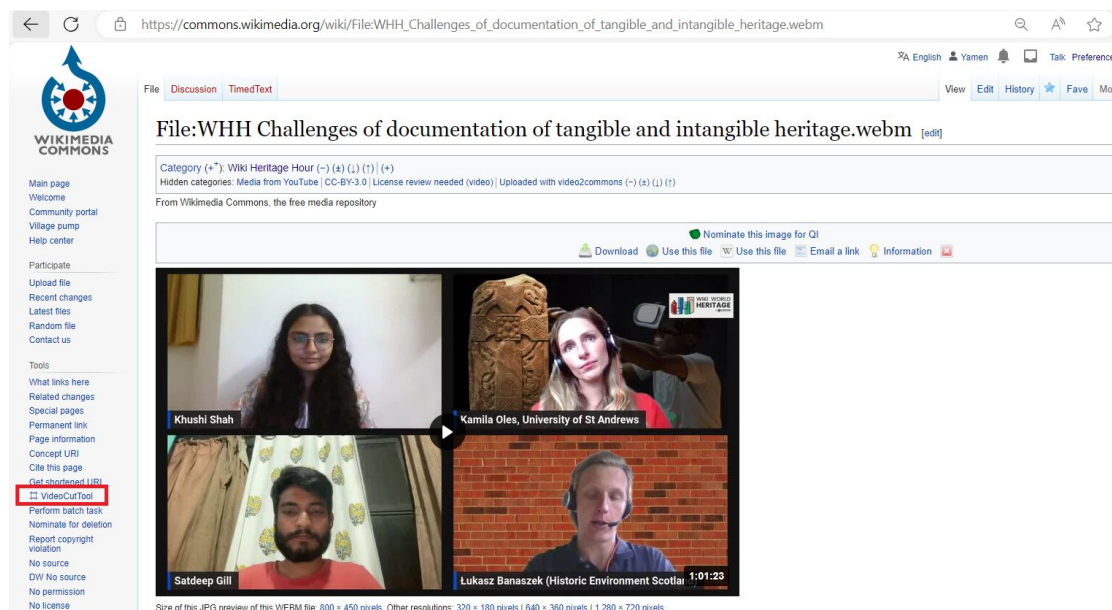 https://commons.wikimedia.org/wiki/File:WHH_Challenges_of_documentation_of_tangible_and_intangible_heritage.webm
English Yamen Talk Preference
File Discussion TimedText View Edit History Fave Mo
WIKIMEDIA
COMMONS
File:WHH Challenges of documentation of tangible and intangible heritage.webm [edit]
Category (++): Wiki Heritage Hour (−) (±) (↓) (↑) | (+)
Hidden categories: Media from YouTube | CC-BY-3.0 | License review needed (video) | Uploaded with video2commons (−) (±) (↓) (↑)
From Wikimedia Commons, the free media repository
Nominate this image for QI
Download Use this file Use this file Email a link Information
Main page
Welcome
Community portal
Village pump
Help center
Participate
Upload file
Recent changes
Latest files
Random file
Contact us
Tools
What links here
Related changes
Special pages
Permanent link
Page information
Concept URI
Cite this page
Get shortened URL
VideoCutTool
Perform batch task
Nominate for deletion
Report copyright
violation
No source
DW No source
No permission
No license
WIKI WORLD
HERITAGE
Khushi Shah
Kamila Oles, University of St Andrews
Satdeep Gill
Łukasz Banaszek (Historic Environment Scotlan
1:01:23
Size of this JPG preview of this WEBM file: 800 × 450 pixels. Other resolutions: 320 × 180 pixels | 640 × 360 pixels | 1,280 × 720 pixels.